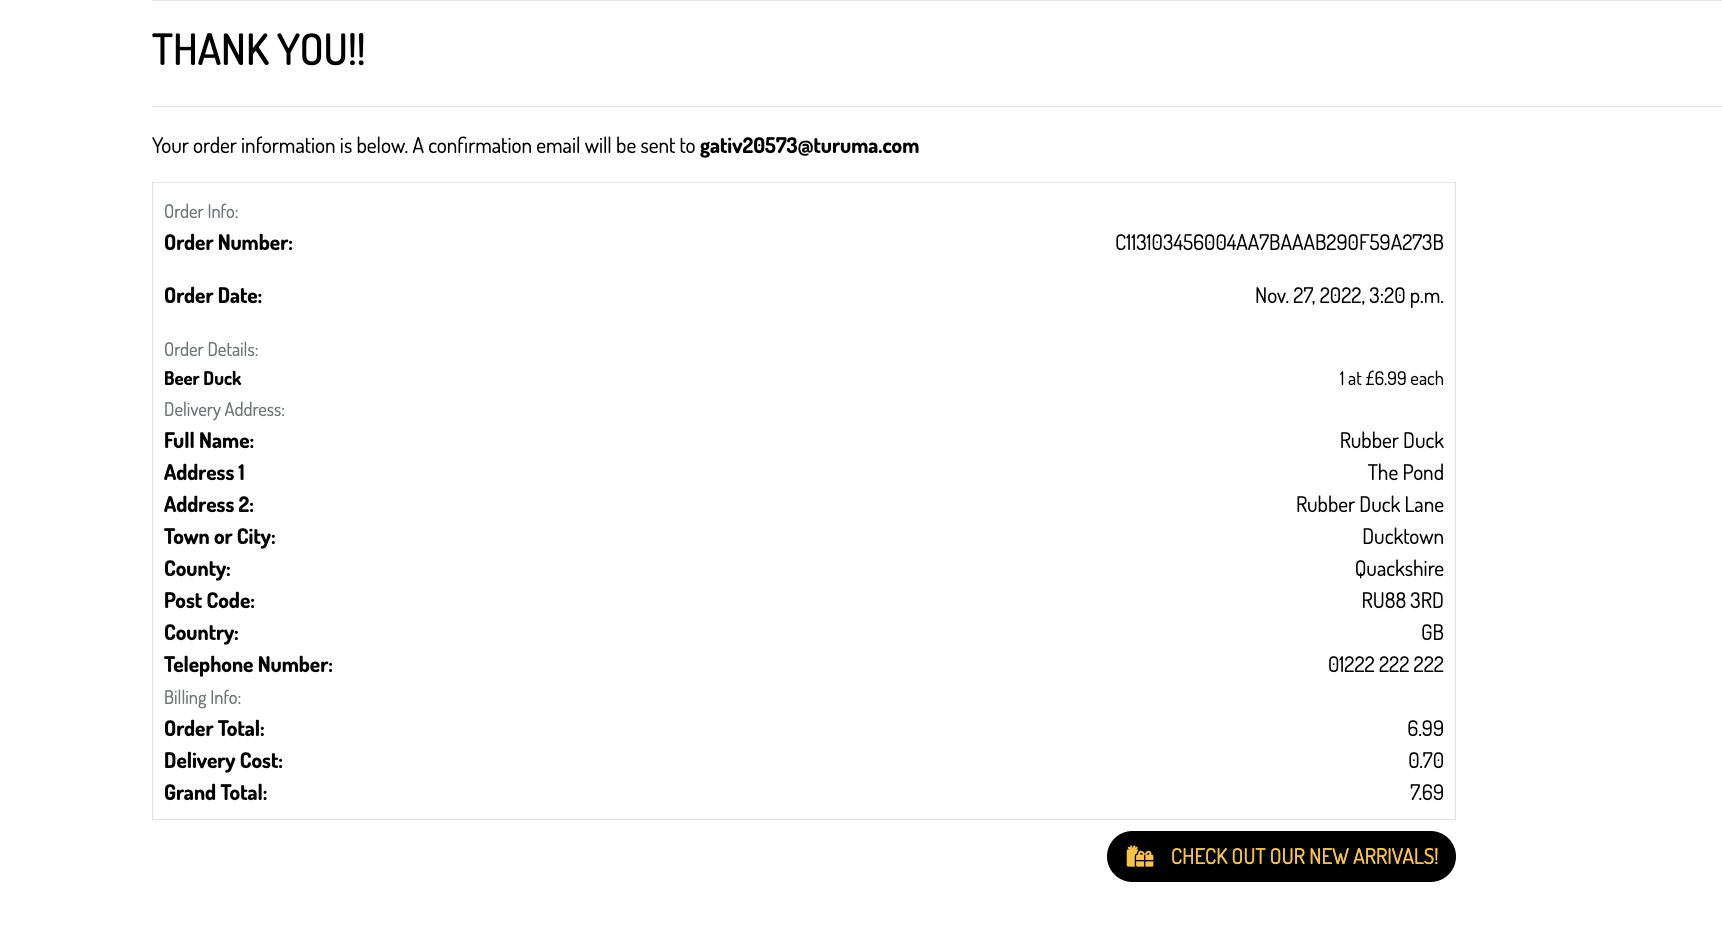 THANK YOU!!
Your order information is below. A confirmation email will be sent to gativ20573@turuma.com
Order Info:
Order Number: C113103456004AA7BAAAB290F59A273B
Order Date: Nov. 27, 2022, 3:20 p.m.
Order Details:
Beer Duck 1 at £6.99 each
Delivery Address:
Full Name: Rubber Duck
Address 1 The Pond
Address 2: Rubber Duck Lane
Town or City: Ducktown
County: Quackshire
Post Code: RU88 3RD
Country: GB
Telephone Number: 01222 222 222
Billing Info:
Order Total: 6.99
Delivery Cost: 0.70
Grand Total: 7.69
CHECK OUT OUR NEW ARRIVALS!